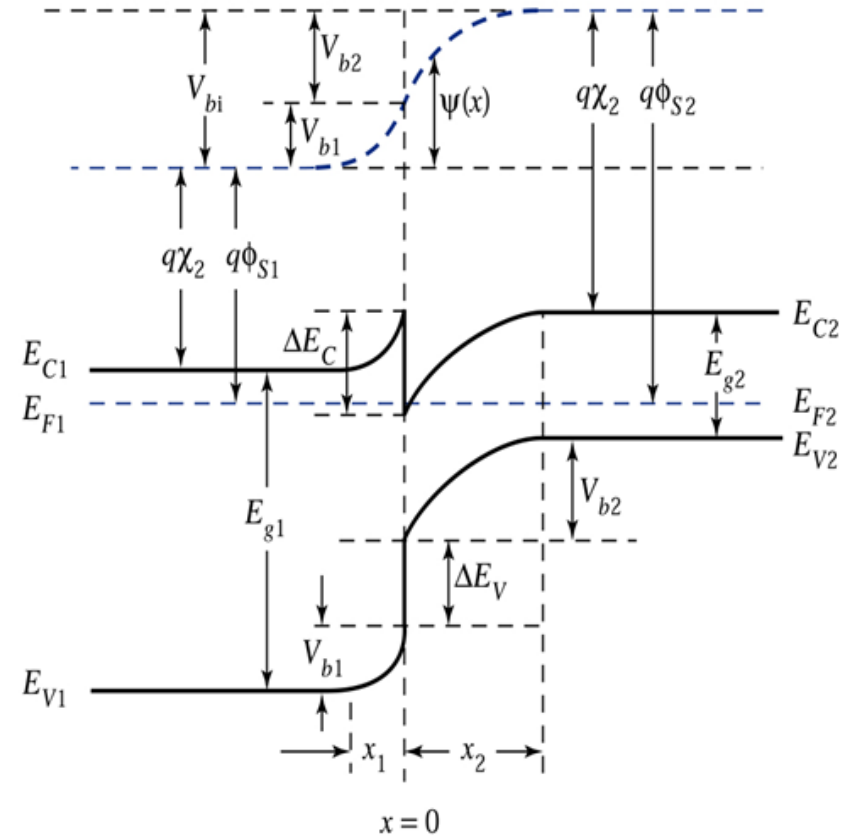 V_b2
V_bi
V_b1
ψ(x)
qχ_2
qϕ_S2
qχ_2
qϕ_S1
ΔE_C
E_C1
E_F1
E_C2
E_g2
E_F2
E_V2
E_g1
V_b2
ΔE_V
V_b1
E_V1
x_1
x_2
x = 0